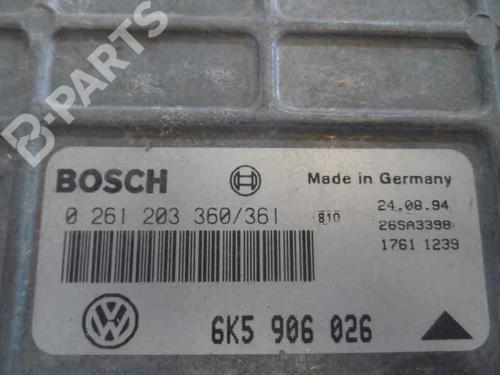 B-PARTS
BOSCH
Made in Germany
0 261 203 360/361
810
24.08.94
26SA3398
1761 1239
VW
6K5 906 026